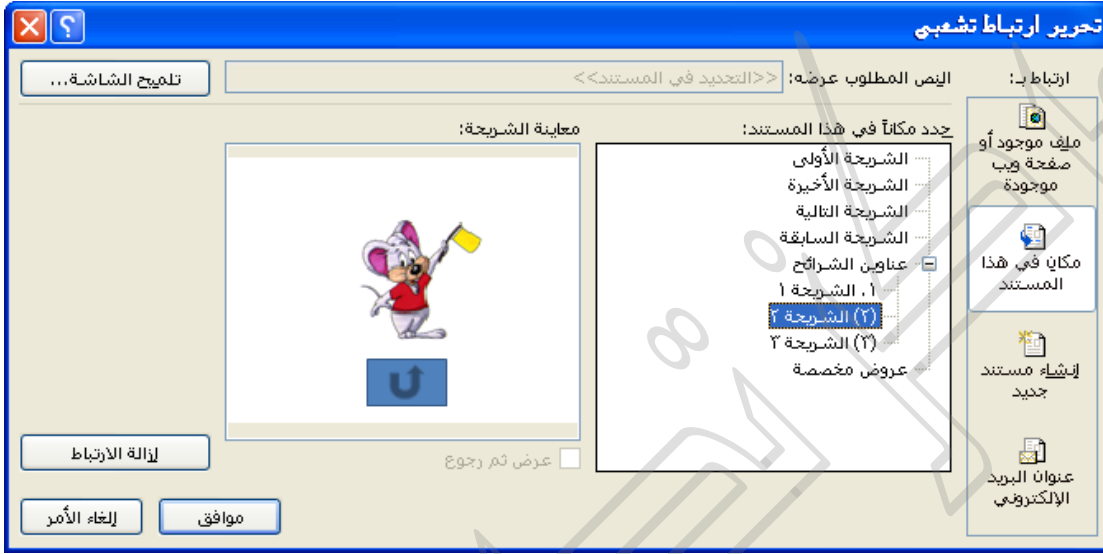 تحرير ارتباط تشعبي
ارتباط بـ:
النص المطلوب عرضه: <<التحديد في المستند>>
تلميح الشاشة...
ملف موجود أو
صفحة ويب
موجودة
مكان في هذا
المستند
إنشاء مستند
جديد
عنوان البريد
الإلكتروني
حدد مكاناً في هذا المستند:
الشريحة الأولى
الشريحة الأخيرة
الشريحة التالية
الشريحة السابقة
عناوين الشرائح
١. الشريحة ١
(٢) الشريحة ٢
(٣) الشريحة ٣
عروض مخصصة
معاينة الشريحة:
عرض ثم رجوع
إزالة الارتباط
موافق
إلغاء الأمر